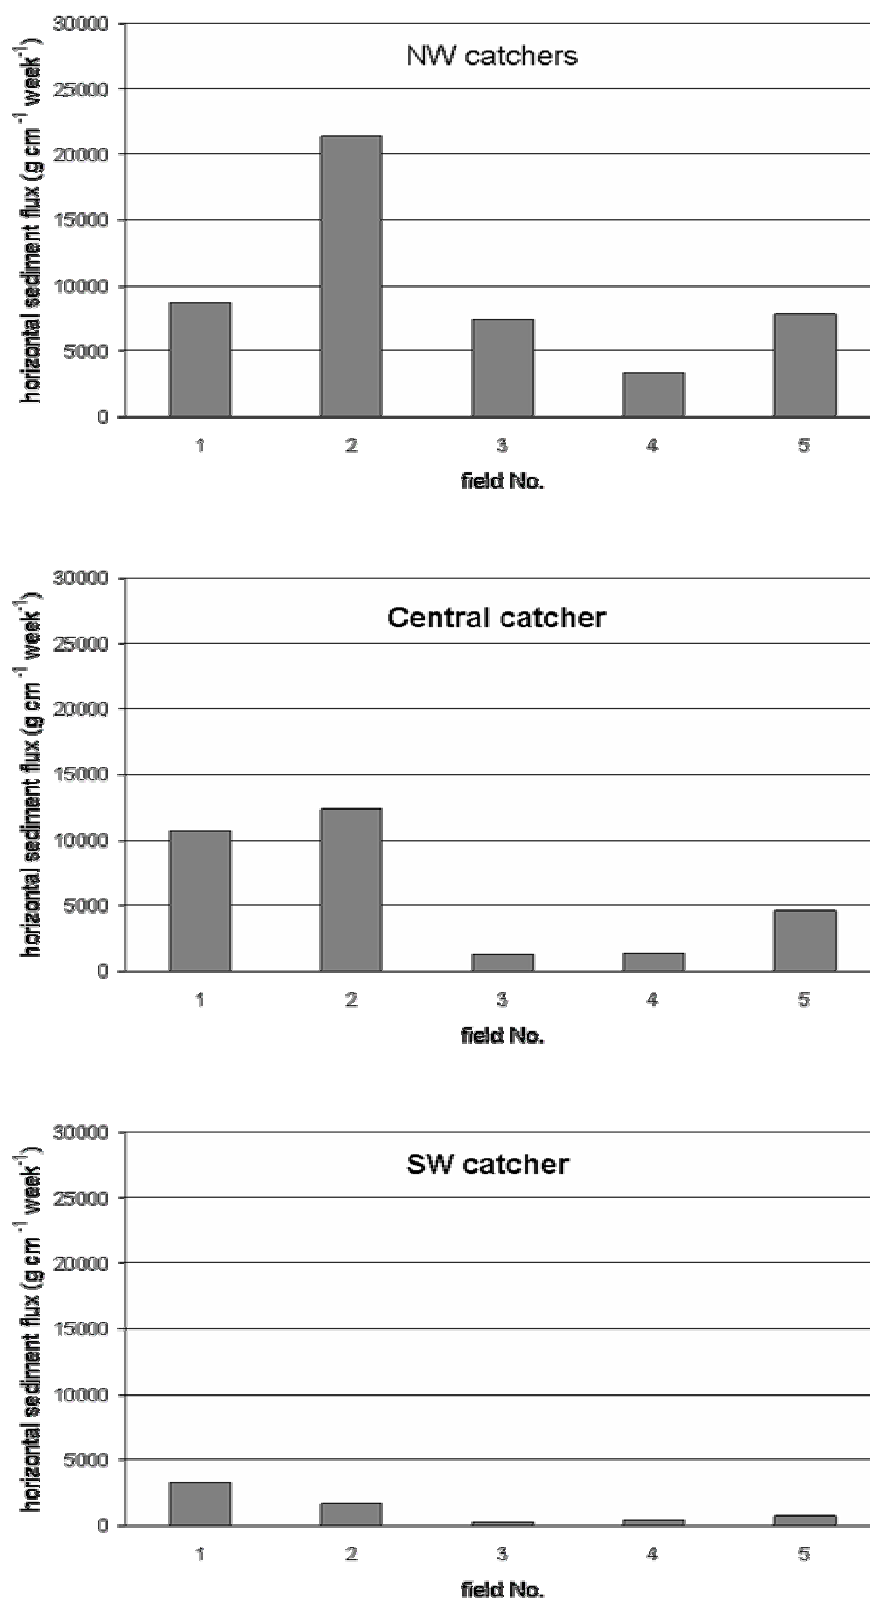 NW catchers
horizontal sediment flux (g cm⁻¹ week⁻¹)
30000
25000
20000
15000
10000
5000
0
1 2 3 4 5
field No.
Central catcher
horizontal sediment flux (g cm⁻¹ week⁻¹)
30000
25000
20000
15000
10000
5000
0
1 2 3 4 5
field No.
SW catcher
horizontal sediment flux (g cm⁻¹ week⁻¹)
30000
25000
20000
15000
10000
5000
0
1 2 3 4 5
field No.